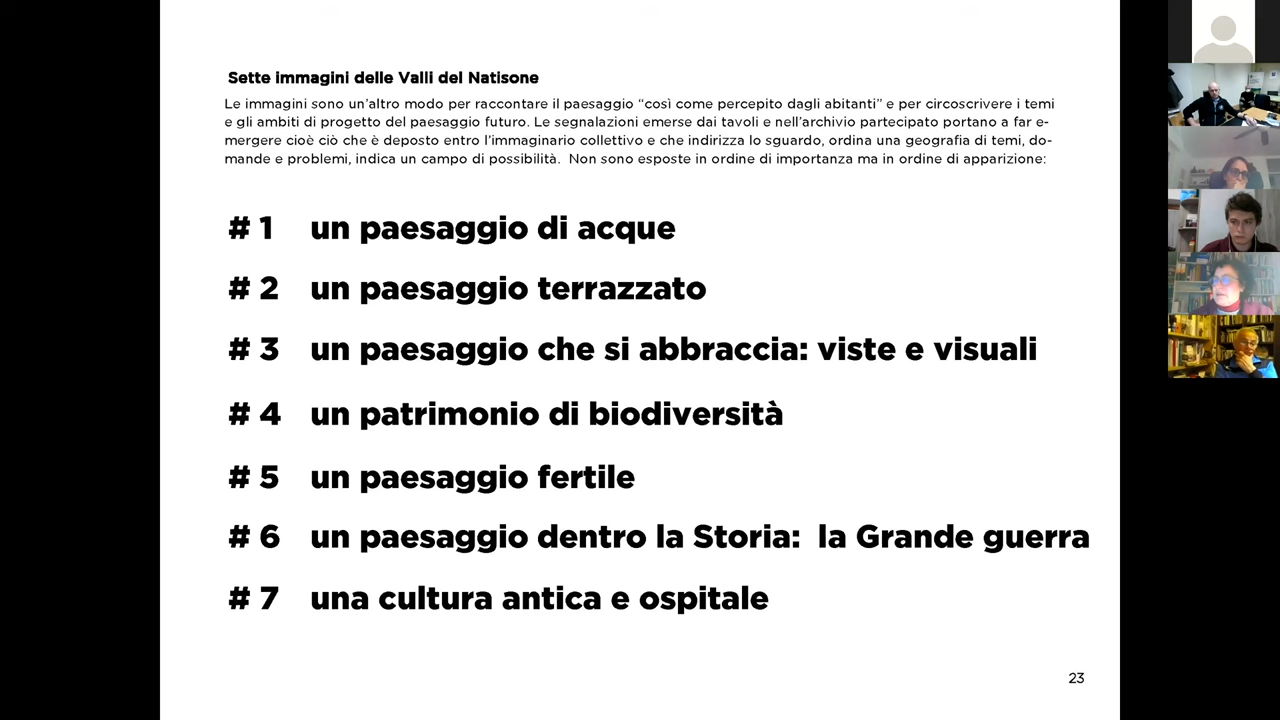 Sette immagini delle Valli del Natisone
Le immagini sono un'altro modo per raccontare il paesaggio “così come percepito dagli abitanti” e per circoscrivere i temi
e gli ambiti di progetto del paesaggio futuro. Le segnalazioni emerse dai tavoli e nell'archivio partecipato portano a far e-
mergere cioè ciò che è deposto entro l'immaginario collettivo e che indirizza lo sguardo, ordina una geografia di temi, do-
mande e problemi, indica un campo di possibilità.  Non sono esposte in ordine di importanza ma in ordine di apparizione:
# 1 un paesaggio di acque
# 2 un paesaggio terrazzato
# 3 un paesaggio che si abbraccia: viste e visuali
# 4 un patrimonio di biodiversità
# 5 un paesaggio fertile
# 6 un paesaggio dentro la Storia:  la Grande guerra
# 7 una cultura antica e ospitale
23